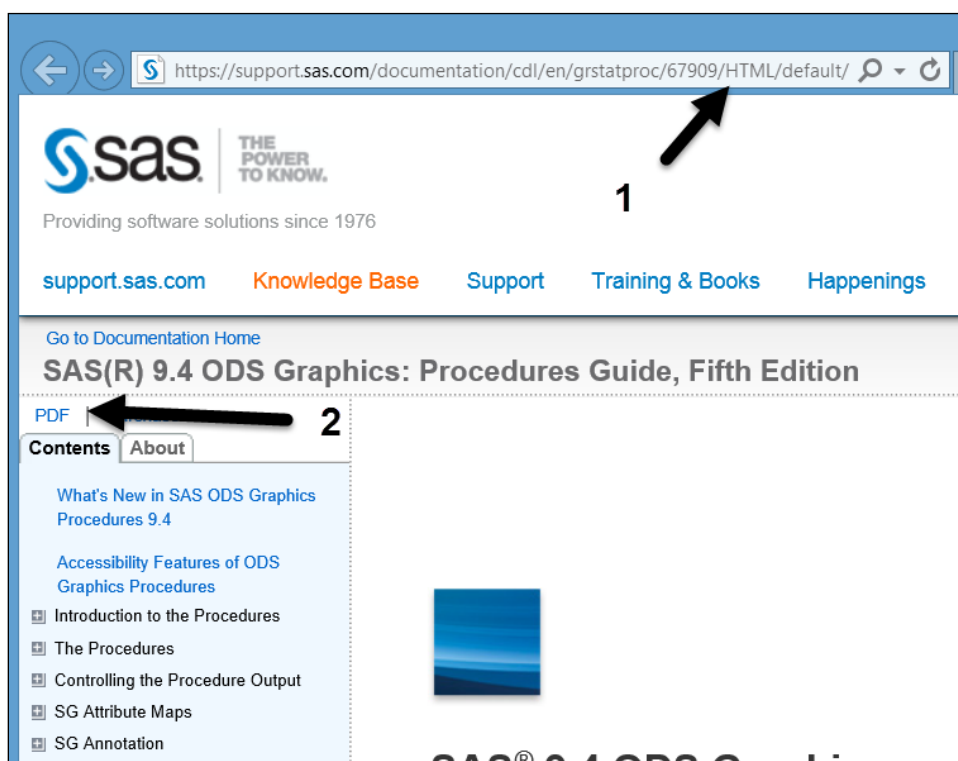 https://support.sas.com/documentation/cdl/en/grstatproc/67909/HTML/default/
S.sas. THE
POWER
TO KNOW.
Providing software solutions since 1976
1
support.sas.com Knowledge Base Support Training & Books Happenings
Go to Documentation Home
SAS(R) 9.4 ODS Graphics: Procedures Guide, Fifth Edition
PDF |
2
Contents About
What's New in SAS ODS Graphics
Procedures 9.4
Accessibility Features of ODS
Graphics Procedures
Introduction to the Procedures
The Procedures
Controlling the Procedure Output
SG Attribute Maps
SG Annotation